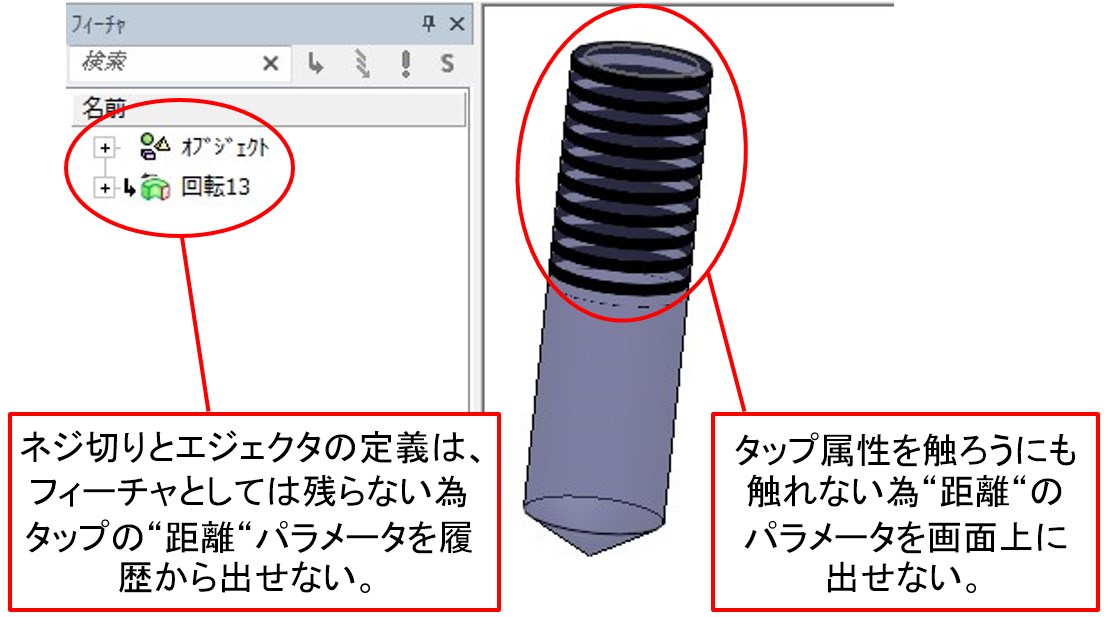 フィーチャ
検索
S
名前
オブジェクト
回転13
ネジ切りとエジェクタの定義は、
フィーチャとしては残らない為
タップの“距離“パラメータを履
歴から出せない。
タップ属性を触ろうにも
触れない為“距離“の
パラメータを画面上に
出せない。